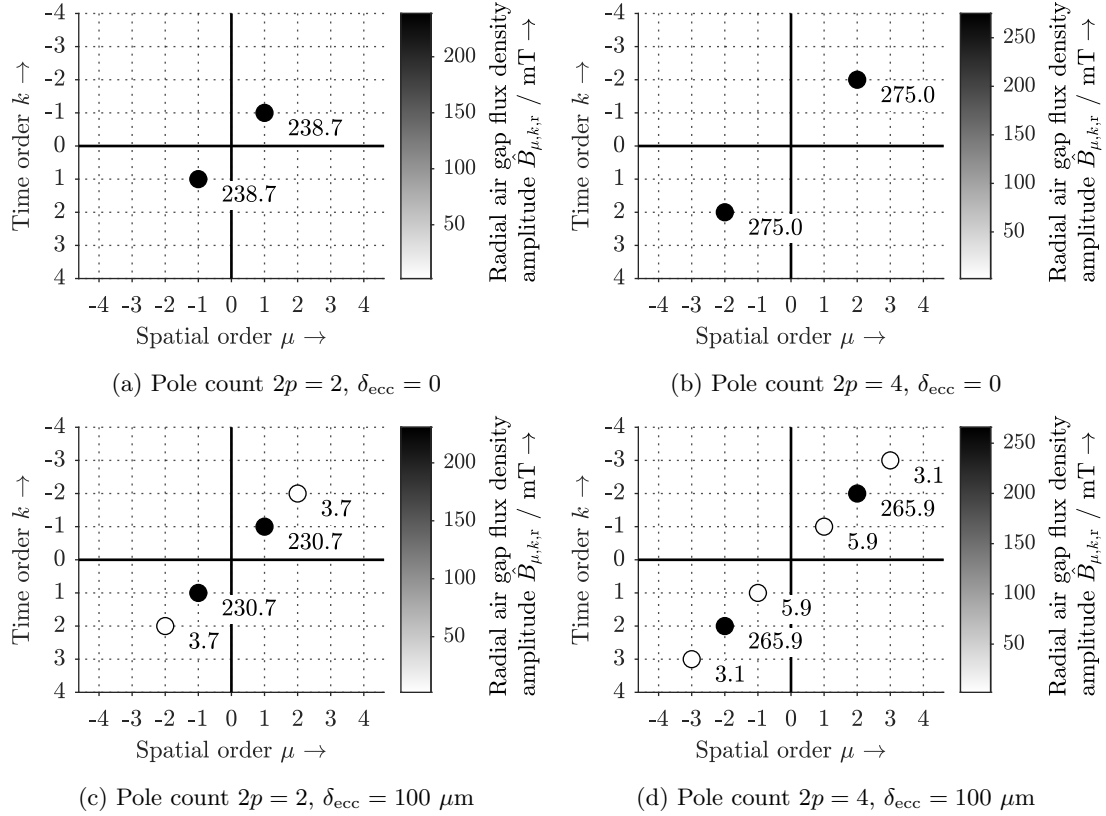 -4
-3
-2
-1
0
1
2
3
4
Time order k →
238.7
238.7
-4 -3 -2 -1 0 1 2 3 4
Spatial order μ →
200
150
100
50
Radial air gap flux density
amplitude B̂μ,k,r / mT →
(a) Pole count 2p = 2, δecc = 0
-4
-3
-2
-1
0
1
2
3
4
Time order k →
275.0
275.0
-4 -3 -2 -1 0 1 2 3 4
Spatial order μ →
250
200
150
100
50
Radial air gap flux density
amplitude B̂μ,k,r / mT →
(b) Pole count 2p = 4, δecc = 0
-4
-3
-2
-1
0
1
2
3
4
Time order k →
3.7
230.7
230.7
3.7
-4 -3 -2 -1 0 1 2 3 4
Spatial order μ →
200
150
100
50
Radial air gap flux density
amplitude B̂μ,k,r / mT →
(c) Pole count 2p = 2, δecc = 100 μm
-4
-3
-2
-1
0
1
2
3
4
Time order k →
3.1
265.9
5.9
5.9
265.9
3.1
-4 -3 -2 -1 0 1 2 3 4
Spatial order μ →
250
200
150
100
50
Radial air gap flux density
amplitude B̂μ,k,r / mT →
(d) Pole count 2p = 4, δecc = 100 μm